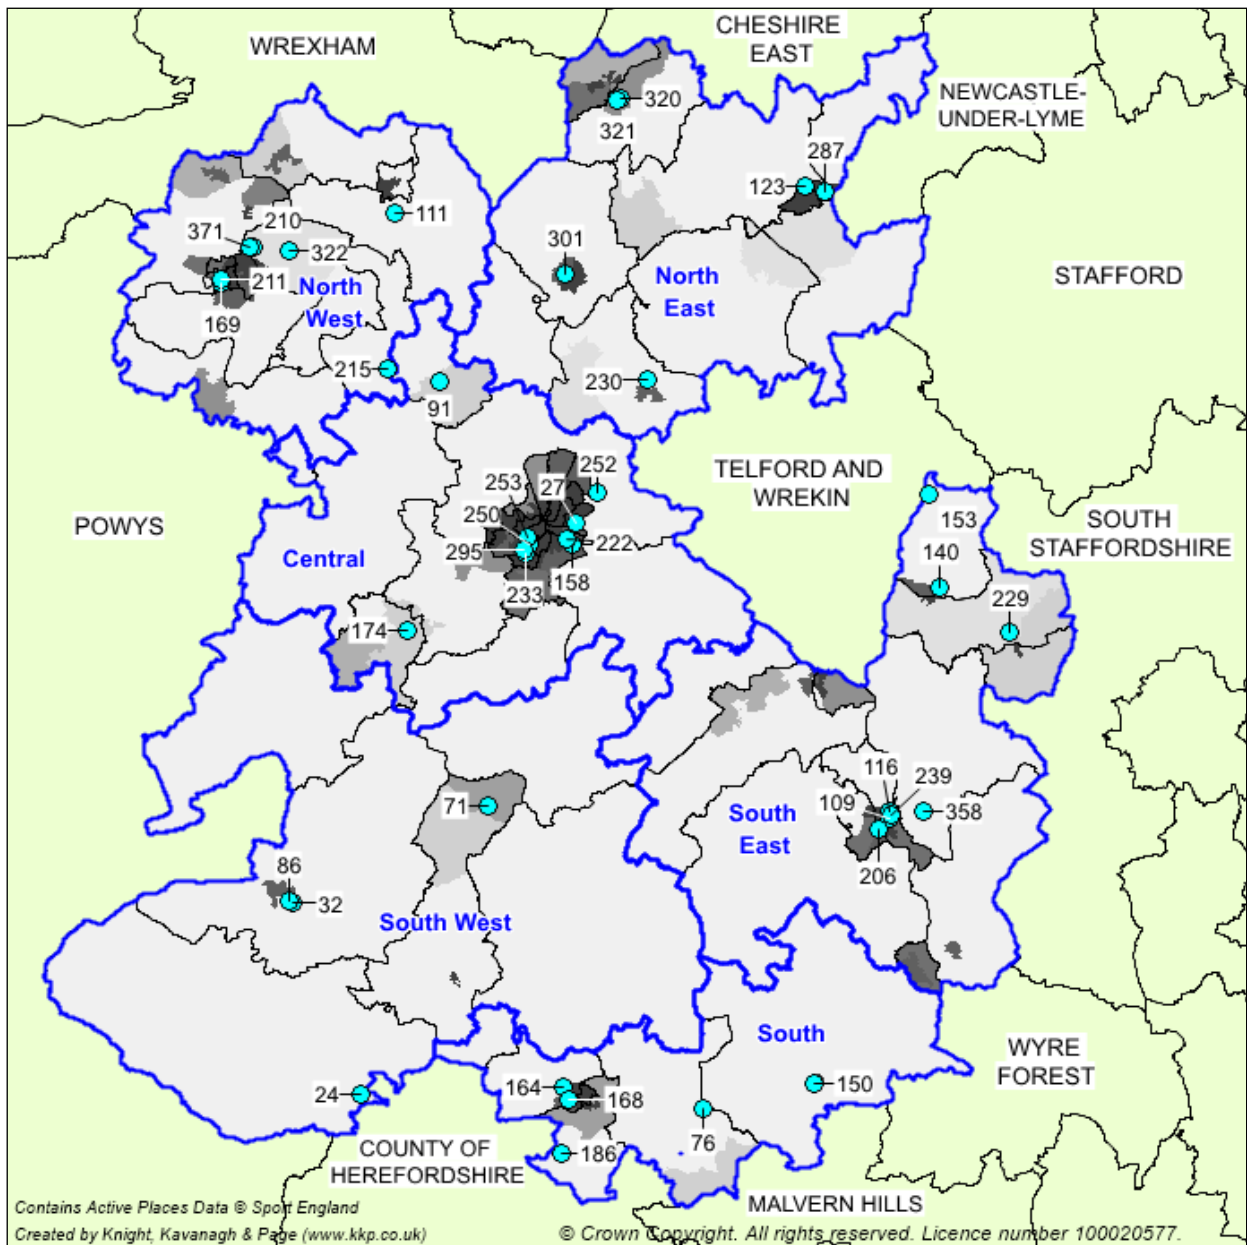 CHESHIRE
EAST
WREXHAM
NEWCASTLE-
UNDER-LYME
320
321
287
123
111
210
371
322
301
211
North
West
North
East
STAFFORD
169
215
230
91
TELFORD AND
WREKIN
252
253
27
250
POWYS
153
SOUTH
STAFFORDSHIRE
295
222
Central
158
233
140
229
174
116
239
71
109
358
South
East
206
86
32
South West
South
WYRE
FOREST
164
168
150
24
76
COUNTY OF
HEREFORDSHIRE
186
MALVERN HILLS
Contains Active Places Data © Sport England
Created by Knight, Kavanagh & Page (www.kkp.co.uk)
© Crown Copyright. All rights reserved. Licence number 100020577.